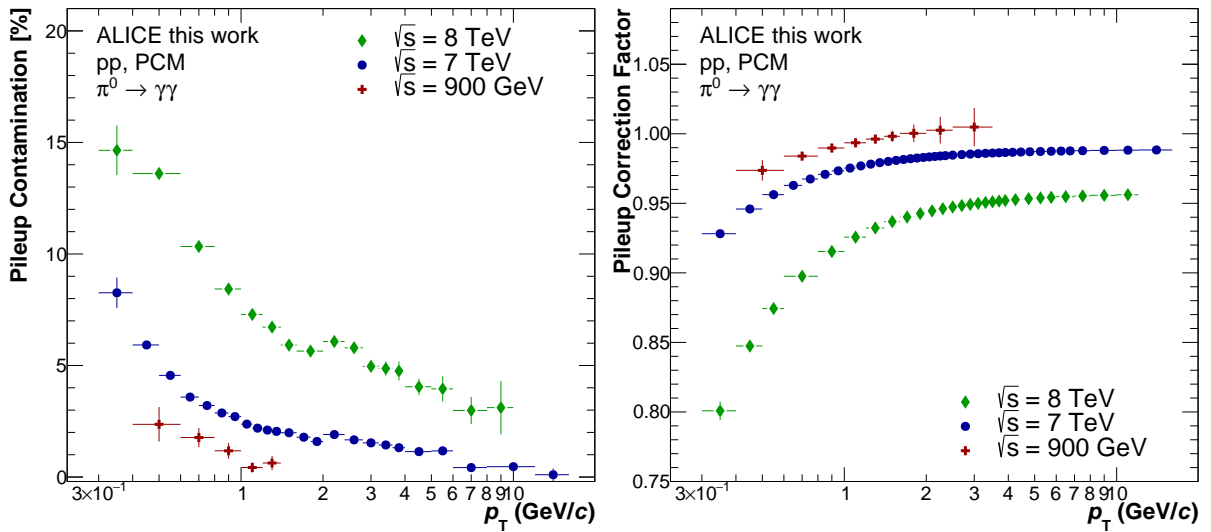 Pileup Contamination [%]
20
15
10
5
0
ALICE this work
pp, PCM
π⁰ → γγ
√s = 8 TeV
√s = 7 TeV
√s = 900 GeV
3×10⁻¹ 1 2 3 4 5 6 7 8 9 10
p_T (GeV/c)
Pileup Correction Factor
1.05
1.00
0.95
0.90
0.85
0.80
0.75
ALICE this work
pp, PCM
π⁰ → γγ
√s = 8 TeV
√s = 7 TeV
√s = 900 GeV
3×10⁻¹ 1 2 3 4 5 6 7 8 9 10
p_T (GeV/c)